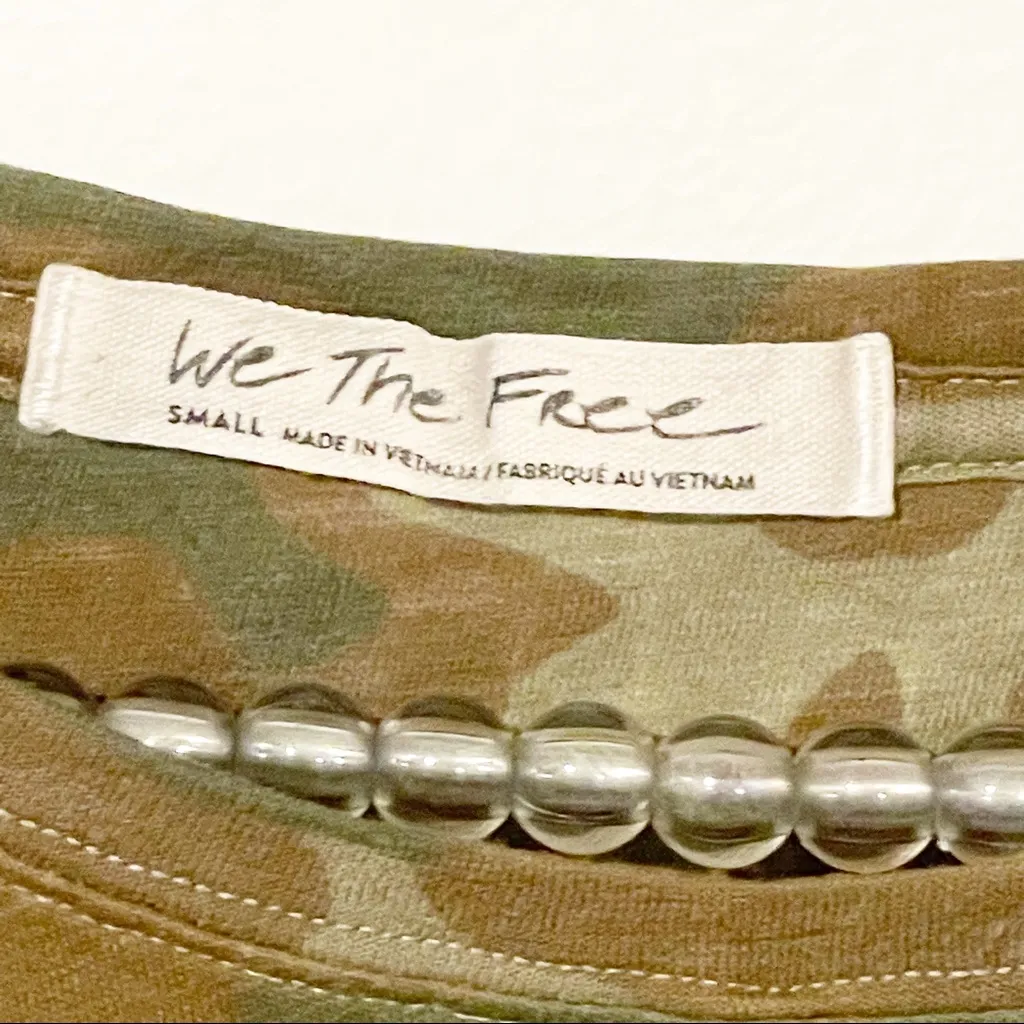 We The Free
SMALL MADE IN VIETNAM / FABRIQUÉ AU VIETNAM